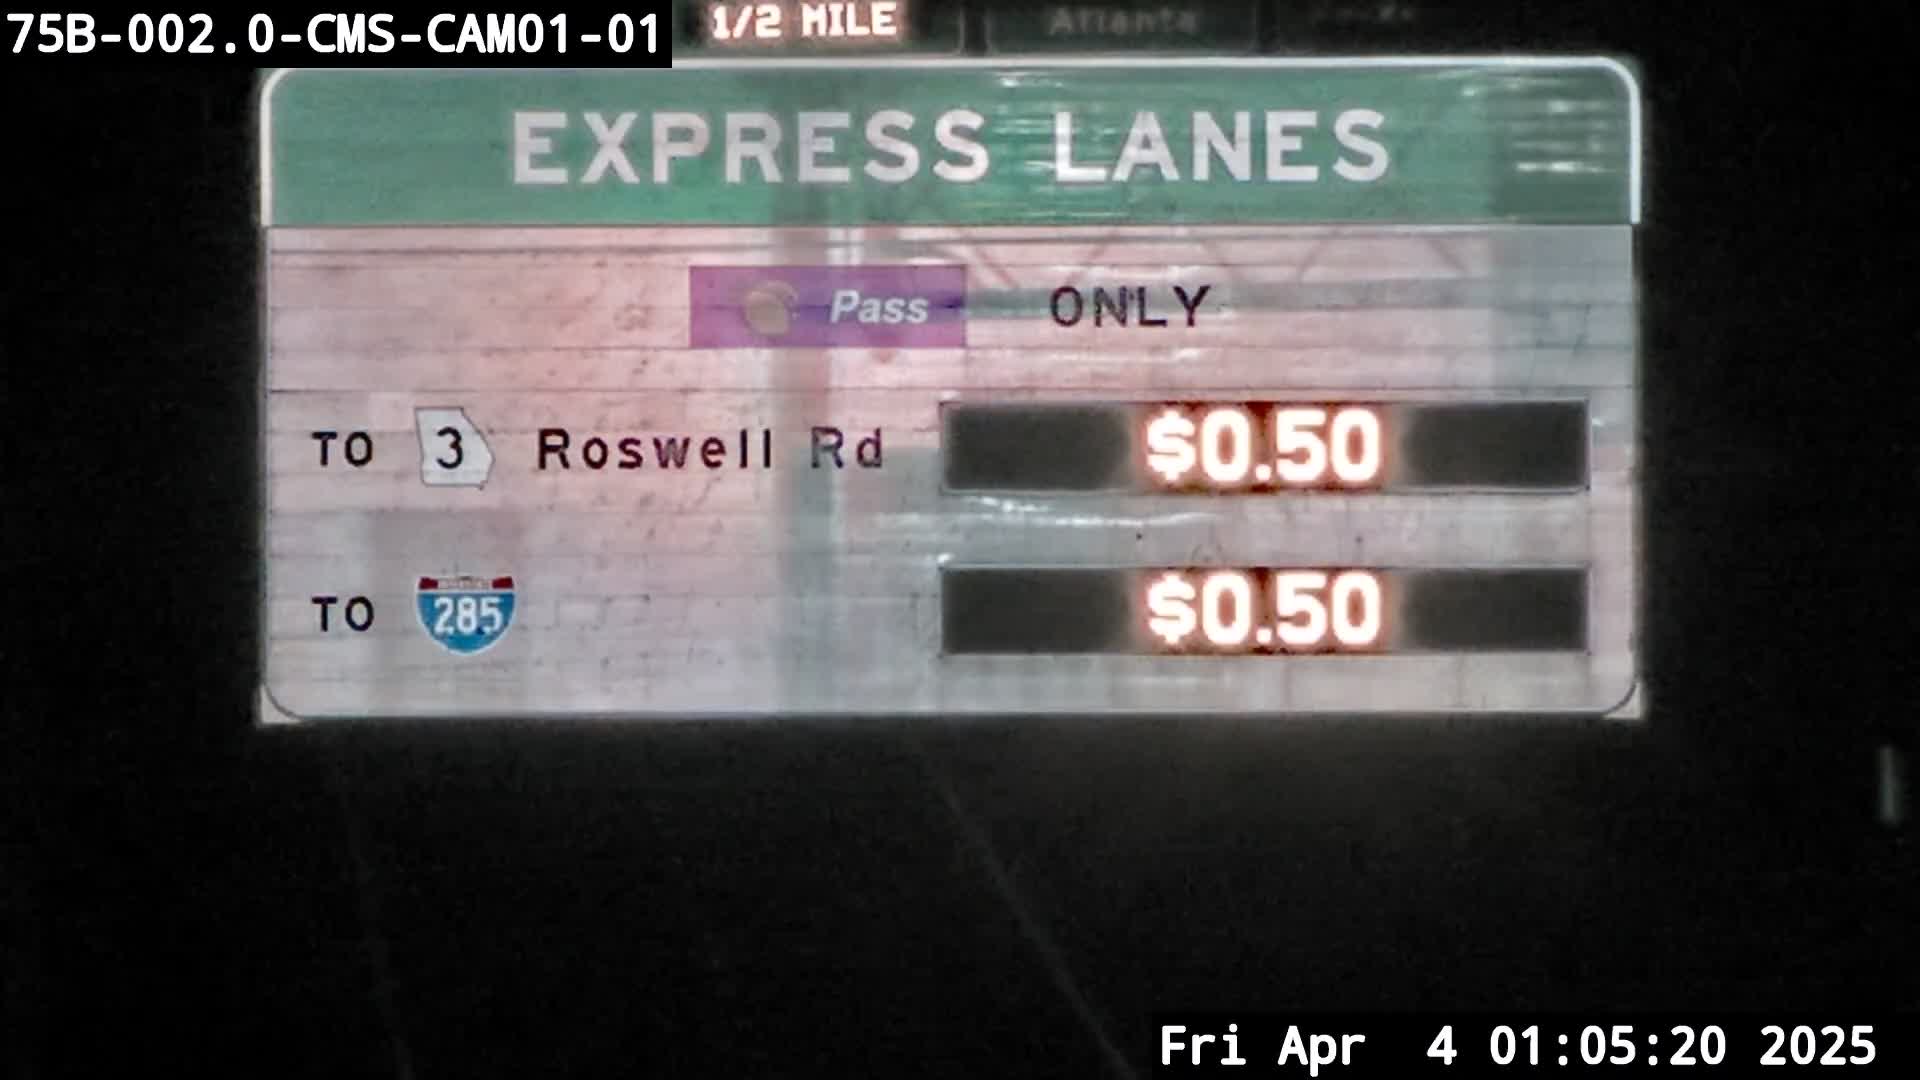 75B-002.0-CMS-CAM01-01
1/2 MILE
Atlanta
EXPRESS LANES
Pass ONLY
TO 3 Roswell Rd $0.50
TO 285 $0.50
Fri Apr 4 01:05:20 2025